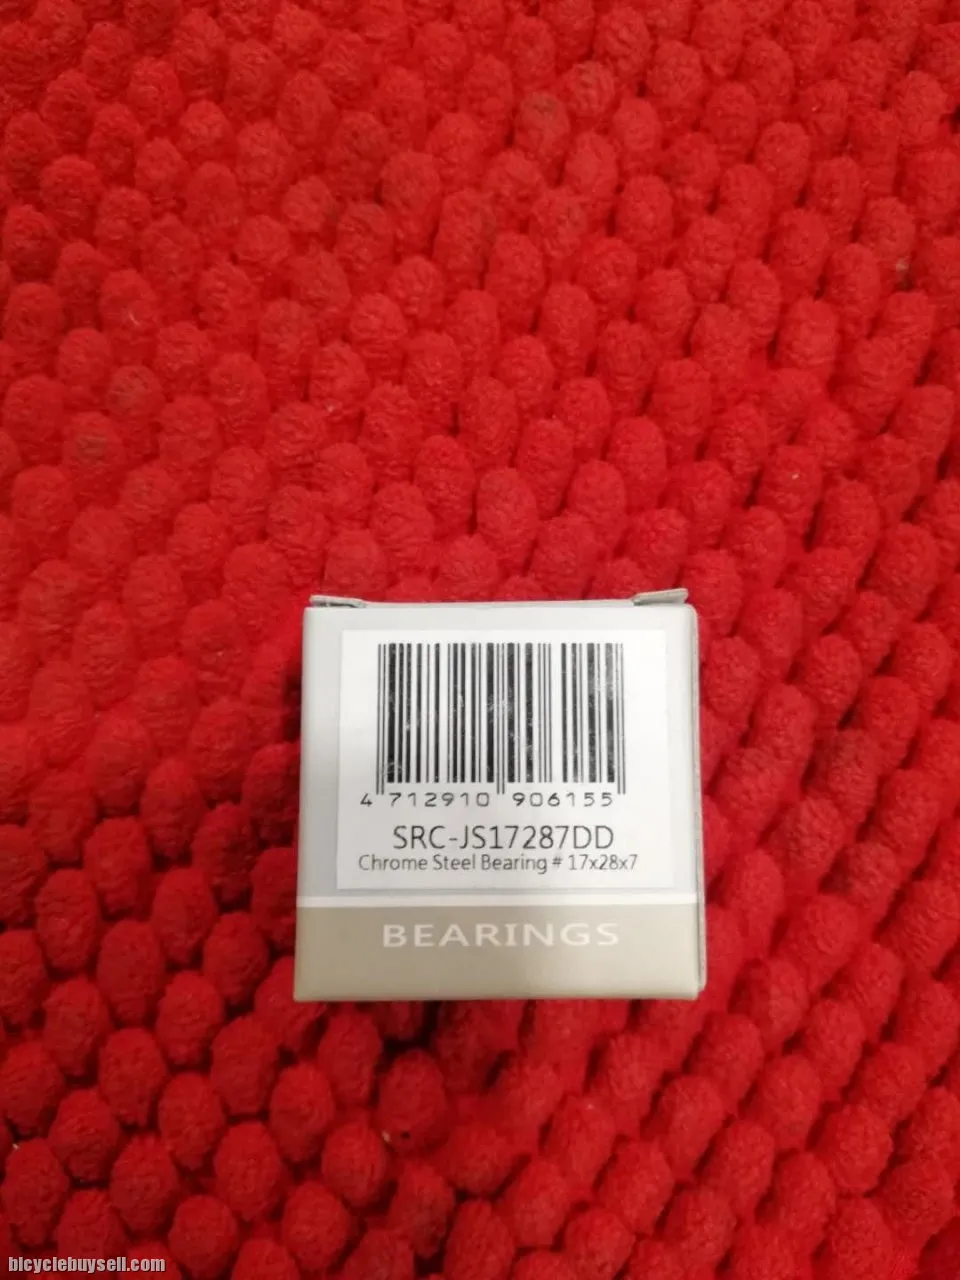 4 712910 906155
SRC-JS17287DD
Chrome Steel Bearing # 17x28x7
BEARINGS
bicyclebuysell.com